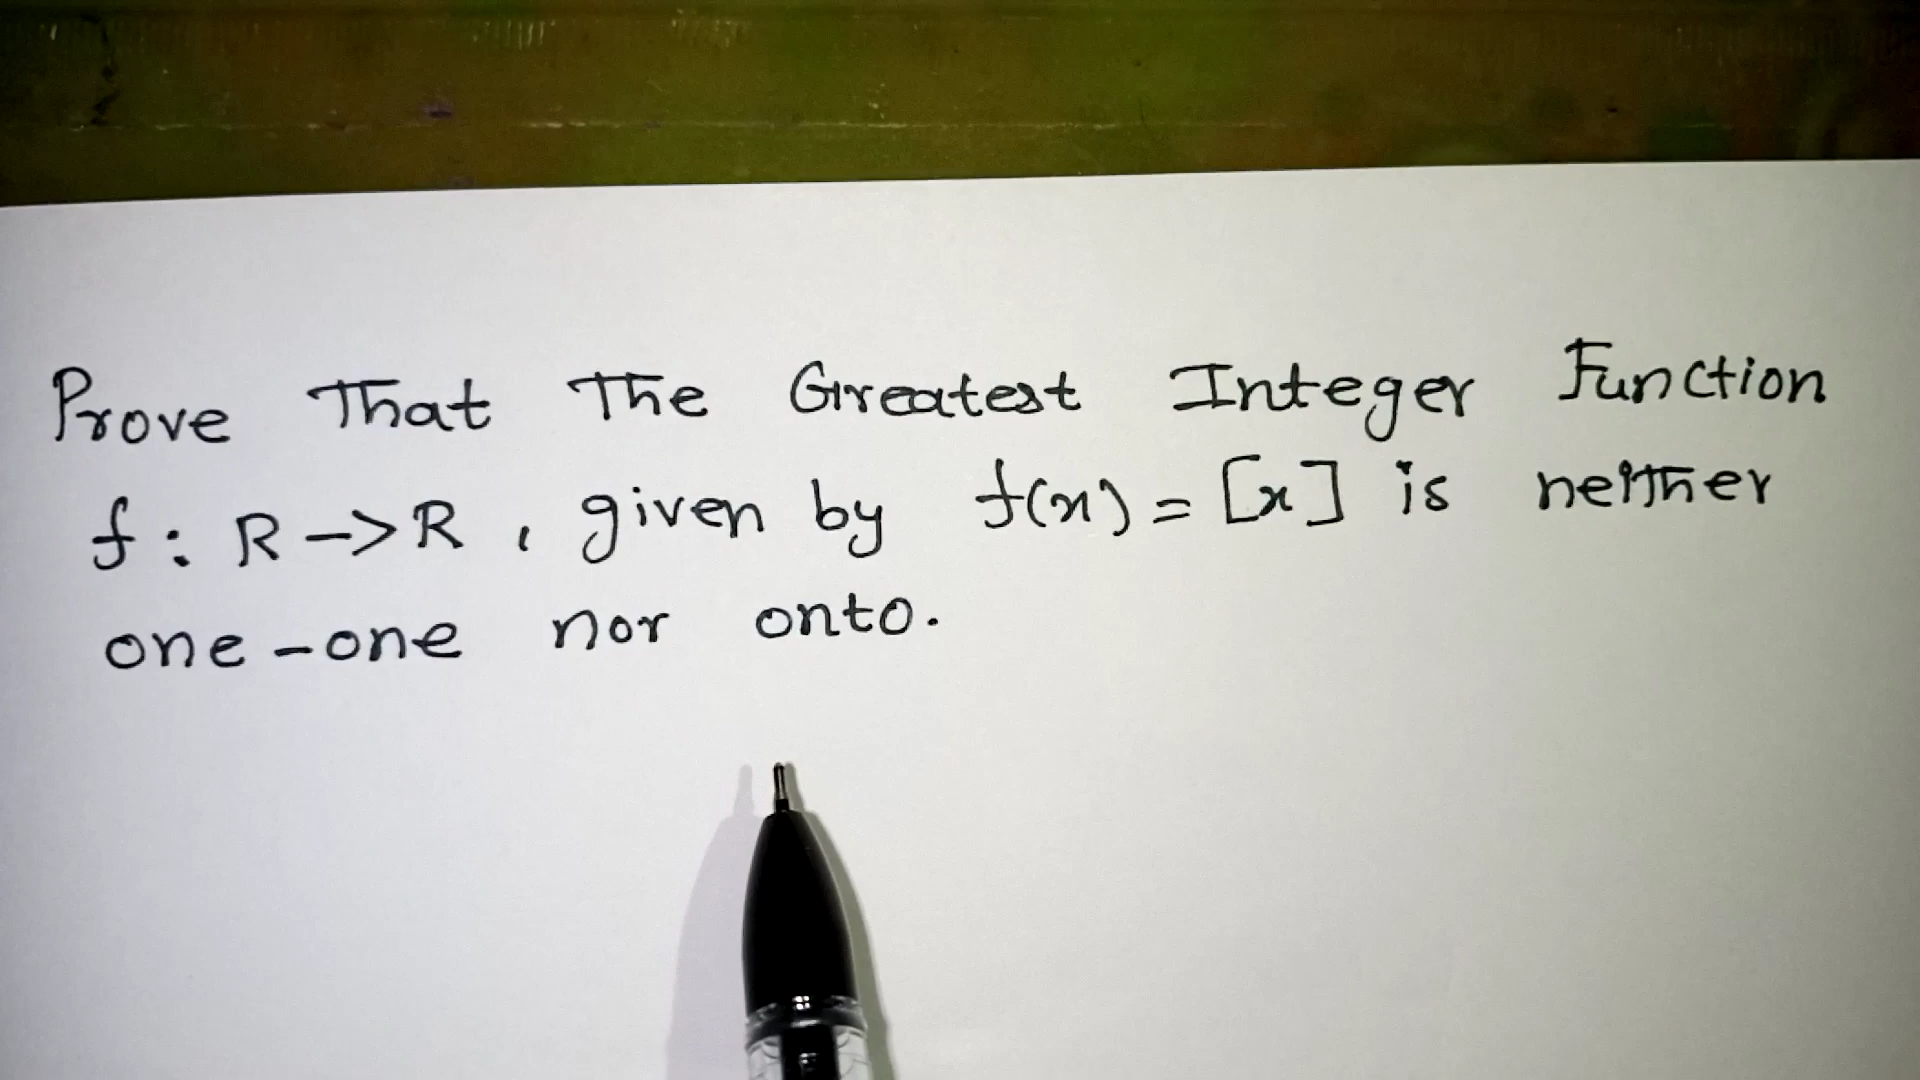 Prove That The Greatest Integer Function
f : R -> R , given by f(x) = [x] is neither
one - one nor onto.